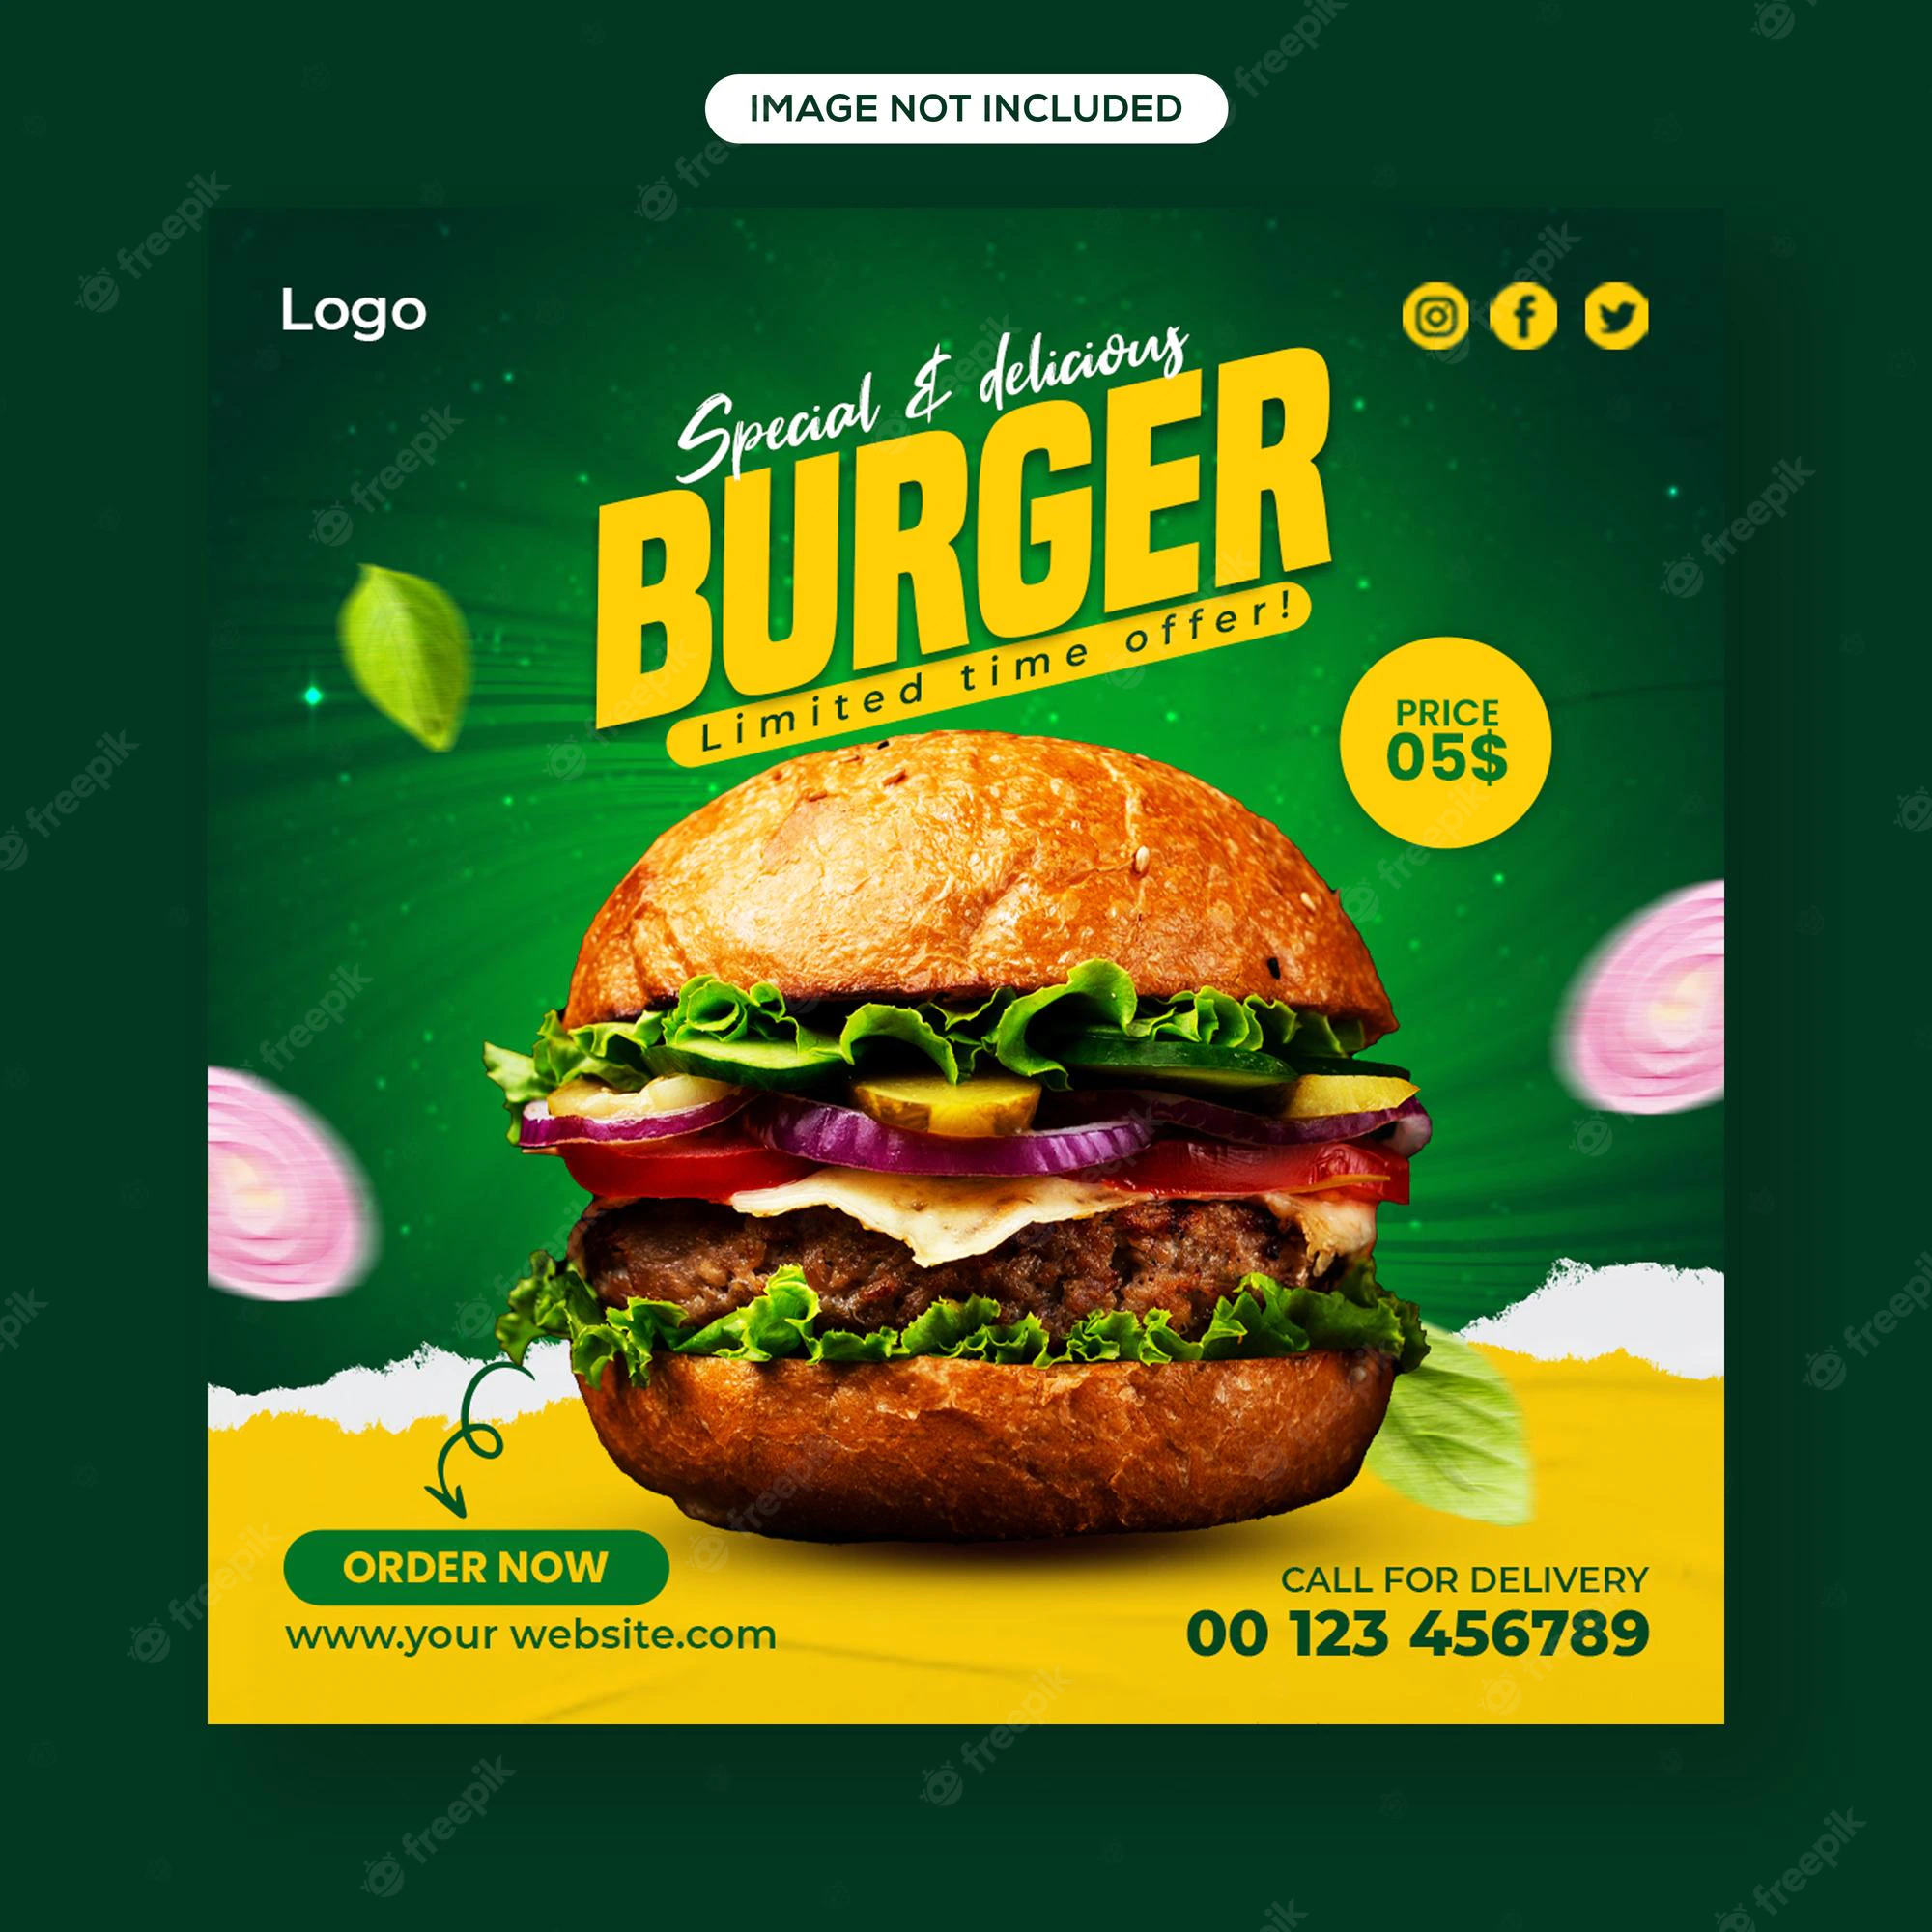 IMAGE NOT INCLUDED
Logo
Special & delicious
BURGER
Limited time offer!
PRICE
05$
ORDER NOW
www.your website.com
CALL FOR DELIVERY
00 123 456789
freepik